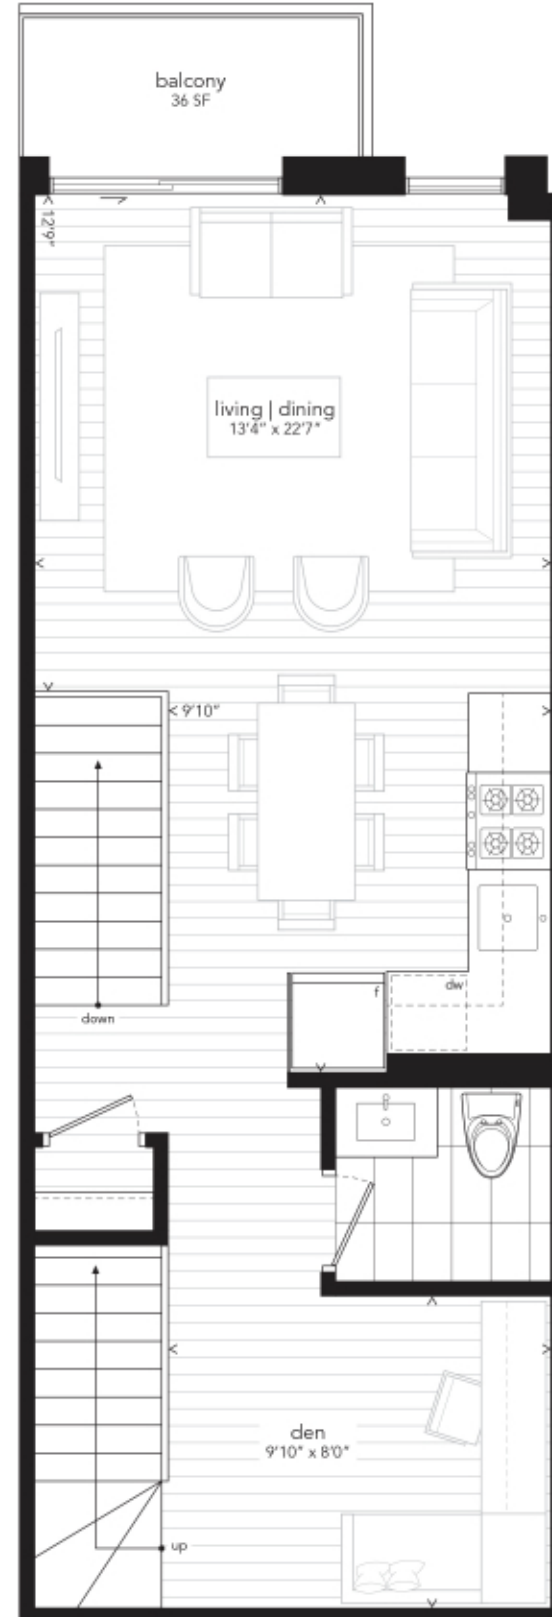 balcony
36 SF
12'9"
living | dining
13'4" x 22'7"
9'10"
f
dw
down
den
9'10" x 8'0"
up